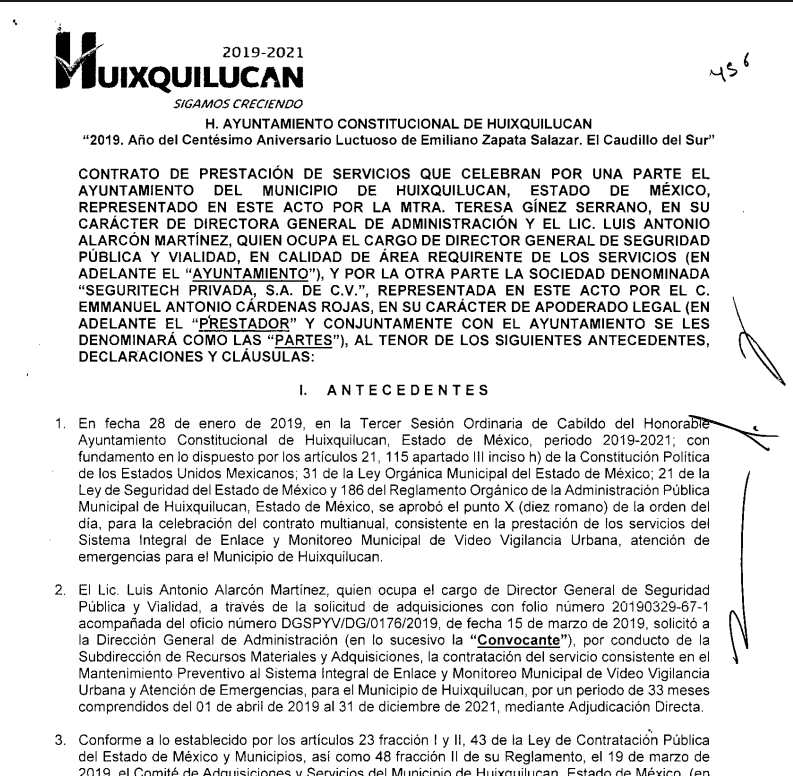 2019-2021
HUIXQUILUCAN
SIGAMOS CRECIENDO
456
H. AYUNTAMIENTO CONSTITUCIONAL DE HUIXQUILUCAN
“2019. Año del Centésimo Aniversario Luctuoso de Emiliano Zapata Salazar. El Caudillo del Sur”
CONTRATO DE PRESTACIÓN DE SERVICIOS QUE CELEBRAN POR UNA PARTE EL
AYUNTAMIENTO DEL MUNICIPIO DE HUIXQUILUCAN, ESTADO DE MÉXICO,
REPRESENTADO EN ESTE ACTO POR LA MTRA. TERESA GÍNEZ SERRANO, EN SU
CARÁCTER DE DIRECTORA GENERAL DE ADMINISTRACIÓN Y EL LIC. LUIS ANTONIO
ALARCÓN MARTÍNEZ, QUIEN OCUPA EL CARGO DE DIRECTOR GENERAL DE SEGURIDAD
PÚBLICA Y VIALIDAD, EN CALIDAD DE ÁREA REQUIRENTE DE LOS SERVICIOS (EN
ADELANTE EL “AYUNTAMIENTO”), Y POR LA OTRA PARTE LA SOCIEDAD DENOMINADA
“SEGURITECH PRIVADA, S.A. DE C.V.”, REPRESENTADA EN ESTE ACTO POR EL C.
EMMANUEL ANTONIO CÁRDENAS ROJAS, EN SU CARÁCTER DE APODERADO LEGAL (EN
ADELANTE EL “PRESTADOR” Y CONJUNTAMENTE CON EL AYUNTAMIENTO SE LES
DENOMINARÁ CÓMO LAS “PARTES”), AL TENOR DE LOS SIGUIENTES ANTECEDENTES,
DECLARACIONES Y CLÁUSULAS:
I. ANTECEDENTES
1. En fecha 28 de enero de 2019, en la Tercer Sesión Ordinaria de Cabildo del Honorable
Ayuntamiento Constitucional de Huixquilucan, Estado de México, periodo 2019-2021; con
fundamento en lo dispuesto por los artículos 21, 115 apartado III inciso h) de la Constitución Política
de los Estados Unidos Mexicanos; 31 de la Ley Orgánica Municipal del Estado de México; 21 de la
Ley de Seguridad del Estado de México y 186 del Reglamento Orgánico de la Administración Pública
Municipal de Huixquilucan, Estado de México, se aprobó el punto X (diez romano) de la orden del
día, para la celebración del contrato multianual, consistente en la prestación de los servicios del
Sistema Integral de Enlace y Monitoreo Municipal de Video Vigilancia Urbana, atención de
emergencias para el Municipio de Huixquilucan.
2. El Lic. Luis Antonio Alarcón Martínez, quien ocupa el cargo de Director General de Seguridad
Pública y Vialidad, a través de la solicitud de adquisiciones con folio número 20190329-67-1
acompañada del oficio número DGSPYV/DG/0176/2019, de fecha 15 de marzo de 2019, solicitó a
la Dirección General de Administración (en lo sucesivo la “Convocante”), por conducto de la
Subdirección de Recursos Materiales y Adquisiciones, la contratación del servicio consistente en el
Mantenimiento Preventivo al Sistema Integral de Enlace y Monitoreo Municipal de Video Vigilancia
Urbana y Atención de Emergencias, para el Municipio de Huixquilucan, por un periodo de 33 meses
comprendidos del 01 de abril de 2019 al 31 de diciembre de 2021, mediante Adjudicación Directa.
3. Conforme a lo establecido por los artículos 23 fracción I y II, 43 de la Ley de Contratación Pública
del Estado de México y Municipios, así como 48 fracción II de su Reglamento, el 19 de marzo de
2019, el Comité de Adquisiciones y Servicios del Municipio de Huixquilucan, Estado de México, (en